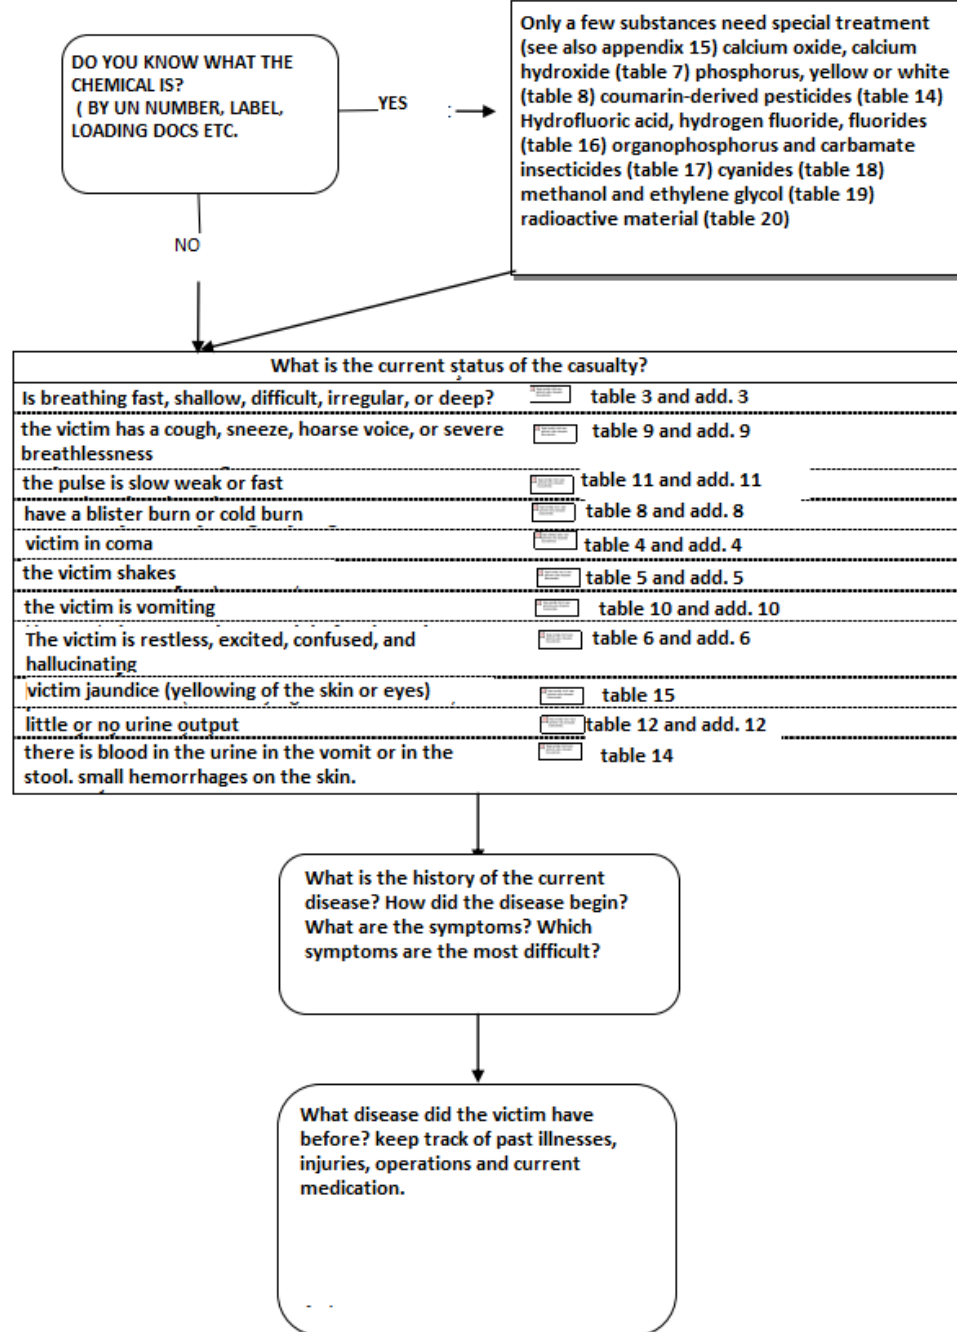 DO YOU KNOW WHAT THE
CHEMICAL IS?
( BY UN NUMBER, LABEL,
LOADING DOCS ETC.
YES
:
Only a few substances need special treatment
(see also appendix 15) calcium oxide, calcium
hydroxide (table 7) phosphorus, yellow or white
(table 8) coumarin-derived pesticides (table 14)
Hydrofluoric acid, hydrogen fluoride, fluorides
(table 16) organophosphorus and carbamate
insecticides (table 17) cyanides (table 18)
methanol and ethylene glycol (table 19)
radioactive material (table 20)
NO
What is the current status of the casualty?
Is breathing fast, shallow, difficult, irregular, or deep? table 3 and add. 3
the victim has a cough, sneeze, hoarse voice, or severe table 9 and add. 9
breathlessness
the pulse is slow weak or fast table 11 and add. 11
have a blister burn or cold burn table 8 and add. 8
victim in coma table 4 and add. 4
the victim shakes table 5 and add. 5
the victim is vomiting table 10 and add. 10
The victim is restless, excited, confused, and table 6 and add. 6
hallucinating
victim jaundice (yellowing of the skin or eyes) table 15
little or no urine output table 12 and add. 12
there is blood in the urine in the vomit or in the table 14
stool. small hemorrhages on the skin.
What is the history of the current
disease? How did the disease begin?
What are the symptoms? Which
symptoms are the most difficult?
What disease did the victim have
before? keep track of past illnesses,
injuries, operations and current
medication.